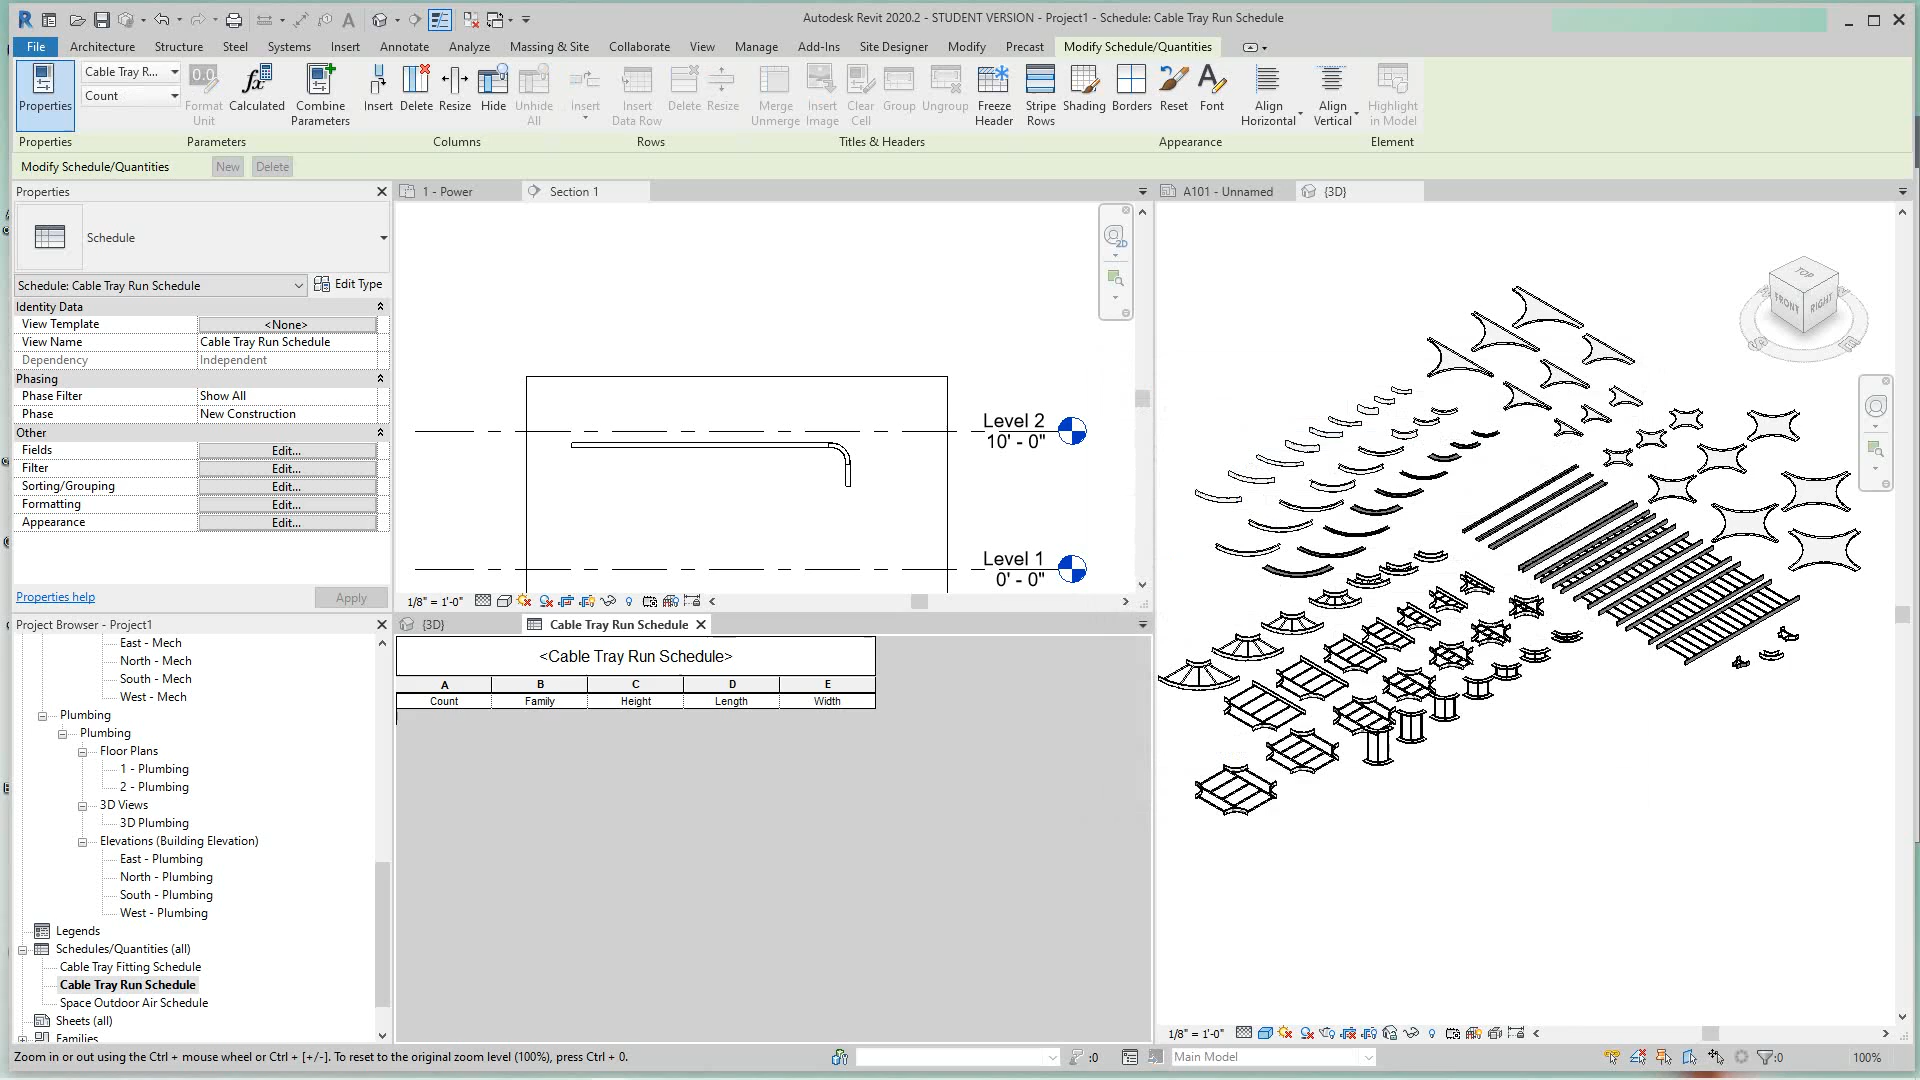 Autodesk Revit 2020.2 - STUDENT VERSION - Project1 - Schedule: Cable Tray Run Schedule
File Architecture Structure Steel Systems Insert Annotate Analyze Massing & Site Collaborate View Manage Add-Ins Site Designer Modify Precast Modify Schedule/Quantities
Cable Tray R...
Count
Properties
Format Unit
Calculated
Combine Parameters
Insert Delete Resize Hide
Unhide All
Insert
Insert Data Row
Delete Resize
Merge Unmerge
Insert Image
Clear Cell
Group Ungroup
Freeze Header
Stripe Rows
Shading Borders Reset Font
Align Horizontal
Align Vertical
Highlight in Model
Properties Parameters Columns Rows Titles & Headers Appearance Element
Modify Schedule/Quantities New Delete
Properties
Schedule
Schedule: Cable Tray Run Schedule Edit Type
Identity Data
View Template <None>
View Name Cable Tray Run Schedule
Dependency Independent
Phasing
Phase Filter Show All
Phase New Construction
Other
Fields Edit...
Filter Edit...
Sorting/Grouping Edit...
Formatting Edit...
Appearance Edit...
Properties help Apply
Project Browser - Project1
East - Mech
North - Mech
South - Mech
West - Mech
Plumbing
Plumbing
Floor Plans
1 - Plumbing
2 - Plumbing
3D Views
3D Plumbing
Elevations (Building Elevation)
East - Plumbing
North - Plumbing
South - Plumbing
West - Plumbing
Legends
Schedules/Quantities (all)
Cable Tray Fitting Schedule
Cable Tray Run Schedule
Space Outdoor Air Schedule
Sheets (all)
Families
1 - Power Section 1
2D
Level 2
10' - 0"
Level 1
0' - 0"
1/8" = 1'-0"
{3D} Cable Tray Run Schedule
<Cable Tray Run Schedule>
A B C D E
Count Family Height Length Width
A101 - Unnamed {3D}
TOP
FRONT RIGHT
1/8" = 1'-0"
Zoom in or out using the Ctrl + mouse wheel or Ctrl + [+/-]. To reset to the original zoom level (100%), press Ctrl + 0.
:0
Main Model
:0
100%